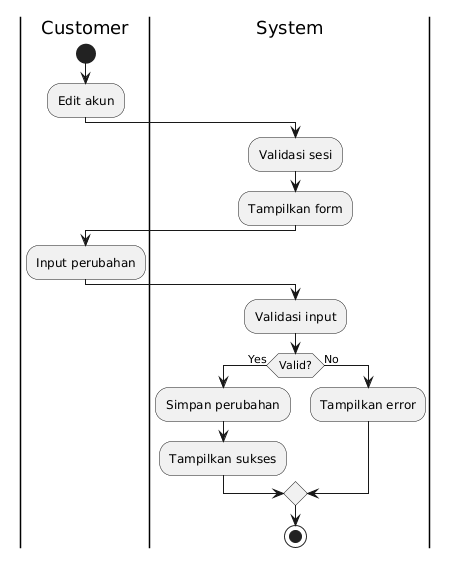 Customer
System
Edit akun
Validasi sesi
Tampilkan form
Input perubahan
Validasi input
Valid?
Yes
No
Simpan perubahan
Tampilkan error
Tampilkan sukses